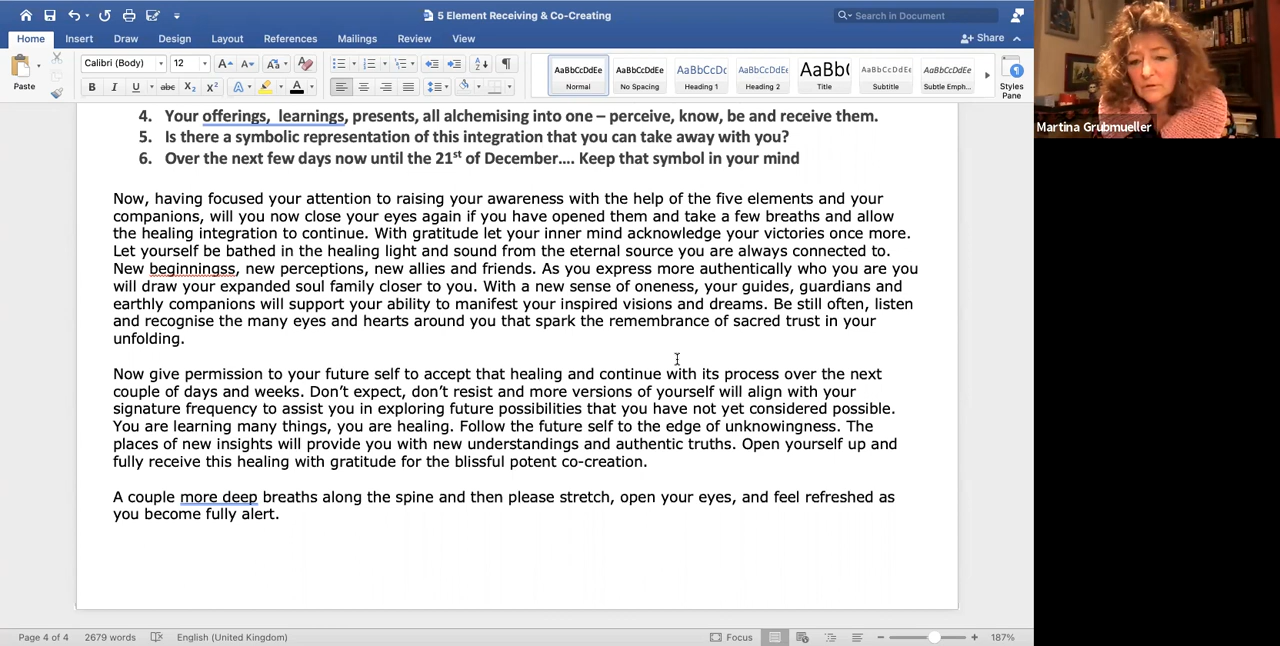 5 Element Receiving & Co-Creating
Search in Document
Home Insert Draw Design Layout References Mailings Review View
Share
Paste
Calibri (Body) 12
AaBbCcDdEe AaBbCcDdEe AaBbCcDc AaBbCcDdEe AaBb( AaBbCcDdEe AaBbCcDdEe
Normal No Spacing Heading 1 Heading 2 Title Subtitle Subtle Emph...
Styles
Pane
4. Your offerings, learnings, presents, all alchemising into one – perceive, know, be and receive them.
5. Is there a symbolic representation of this integration that you can take away with you?
6. Over the next few days now until the 21st of December…. Keep that symbol in your mind
Now, having focused your attention to raising your awareness with the help of the five elements and your
companions, will you now close your eyes again if you have opened them and take a few breaths and allow
the healing integration to continue. With gratitude let your inner mind acknowledge your victories once more.
Let yourself be bathed in the healing light and sound from the eternal source you are always connected to.
New beginningss, new perceptions, new allies and friends. As you express more authentically who you are you
will draw your expanded soul family closer to you. With a new sense of oneness, your guides, guardians and
earthly companions will support your ability to manifest your inspired visions and dreams. Be still often, listen
and recognise the many eyes and hearts around you that spark the remembrance of sacred trust in your
unfolding.
Now give permission to your future self to accept that healing and continue with its process over the next
couple of days and weeks. Don’t expect, don’t resist and more versions of yourself will align with your
signature frequency to assist you in exploring future possibilities that you have not yet considered possible.
You are learning many things, you are healing. Follow the future self to the edge of unknowingness. The
places of new insights will provide you with new understandings and authentic truths. Open yourself up and
fully receive this healing with gratitude for the blissful potent co-creation.
A couple more deep breaths along the spine and then please stretch, open your eyes, and feel refreshed as
you become fully alert.
Page 4 of 4 2679 words English (United Kingdom) Focus 187%
Martina Grubmueller